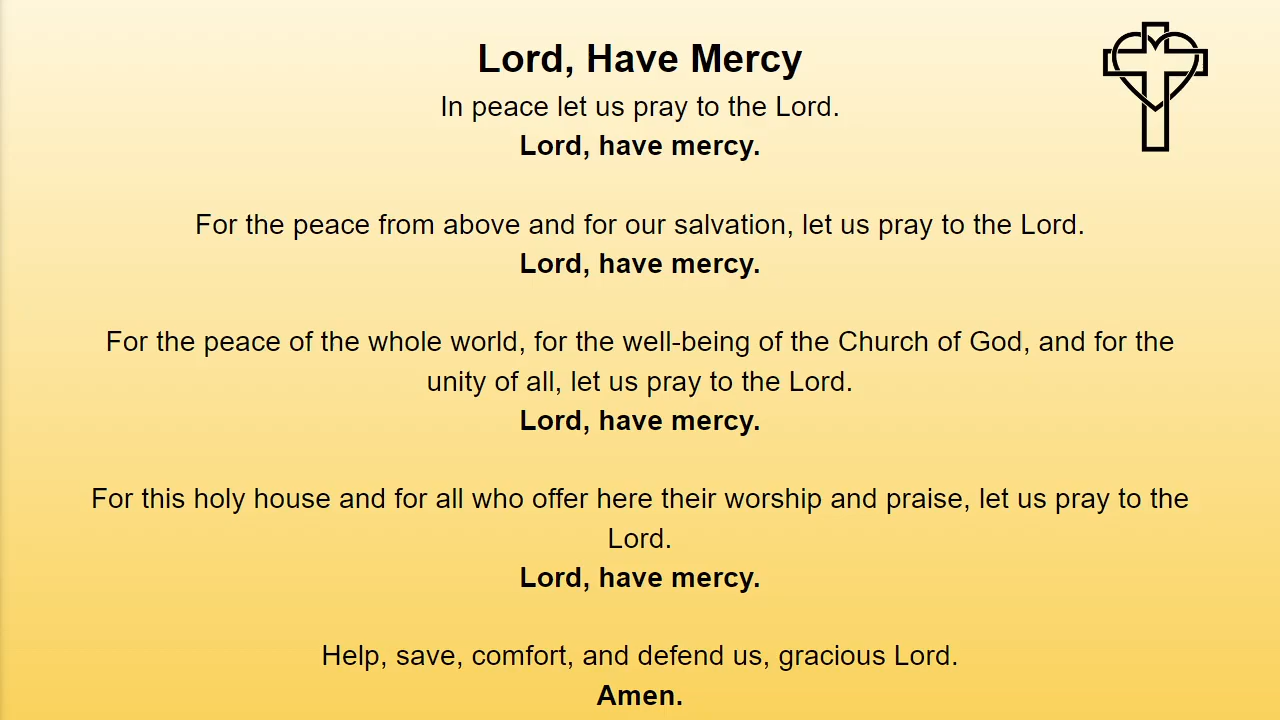 Lord, Have Mercy
In peace let us pray to the Lord.
Lord, have mercy.
For the peace from above and for our salvation, let us pray to the Lord.
Lord, have mercy.
For the peace of the whole world, for the well-being of the Church of God, and for the
unity of all, let us pray to the Lord.
Lord, have mercy.
For this holy house and for all who offer here their worship and praise, let us pray to the
Lord.
Lord, have mercy.
Help, save, comfort, and defend us, gracious Lord.
Amen.